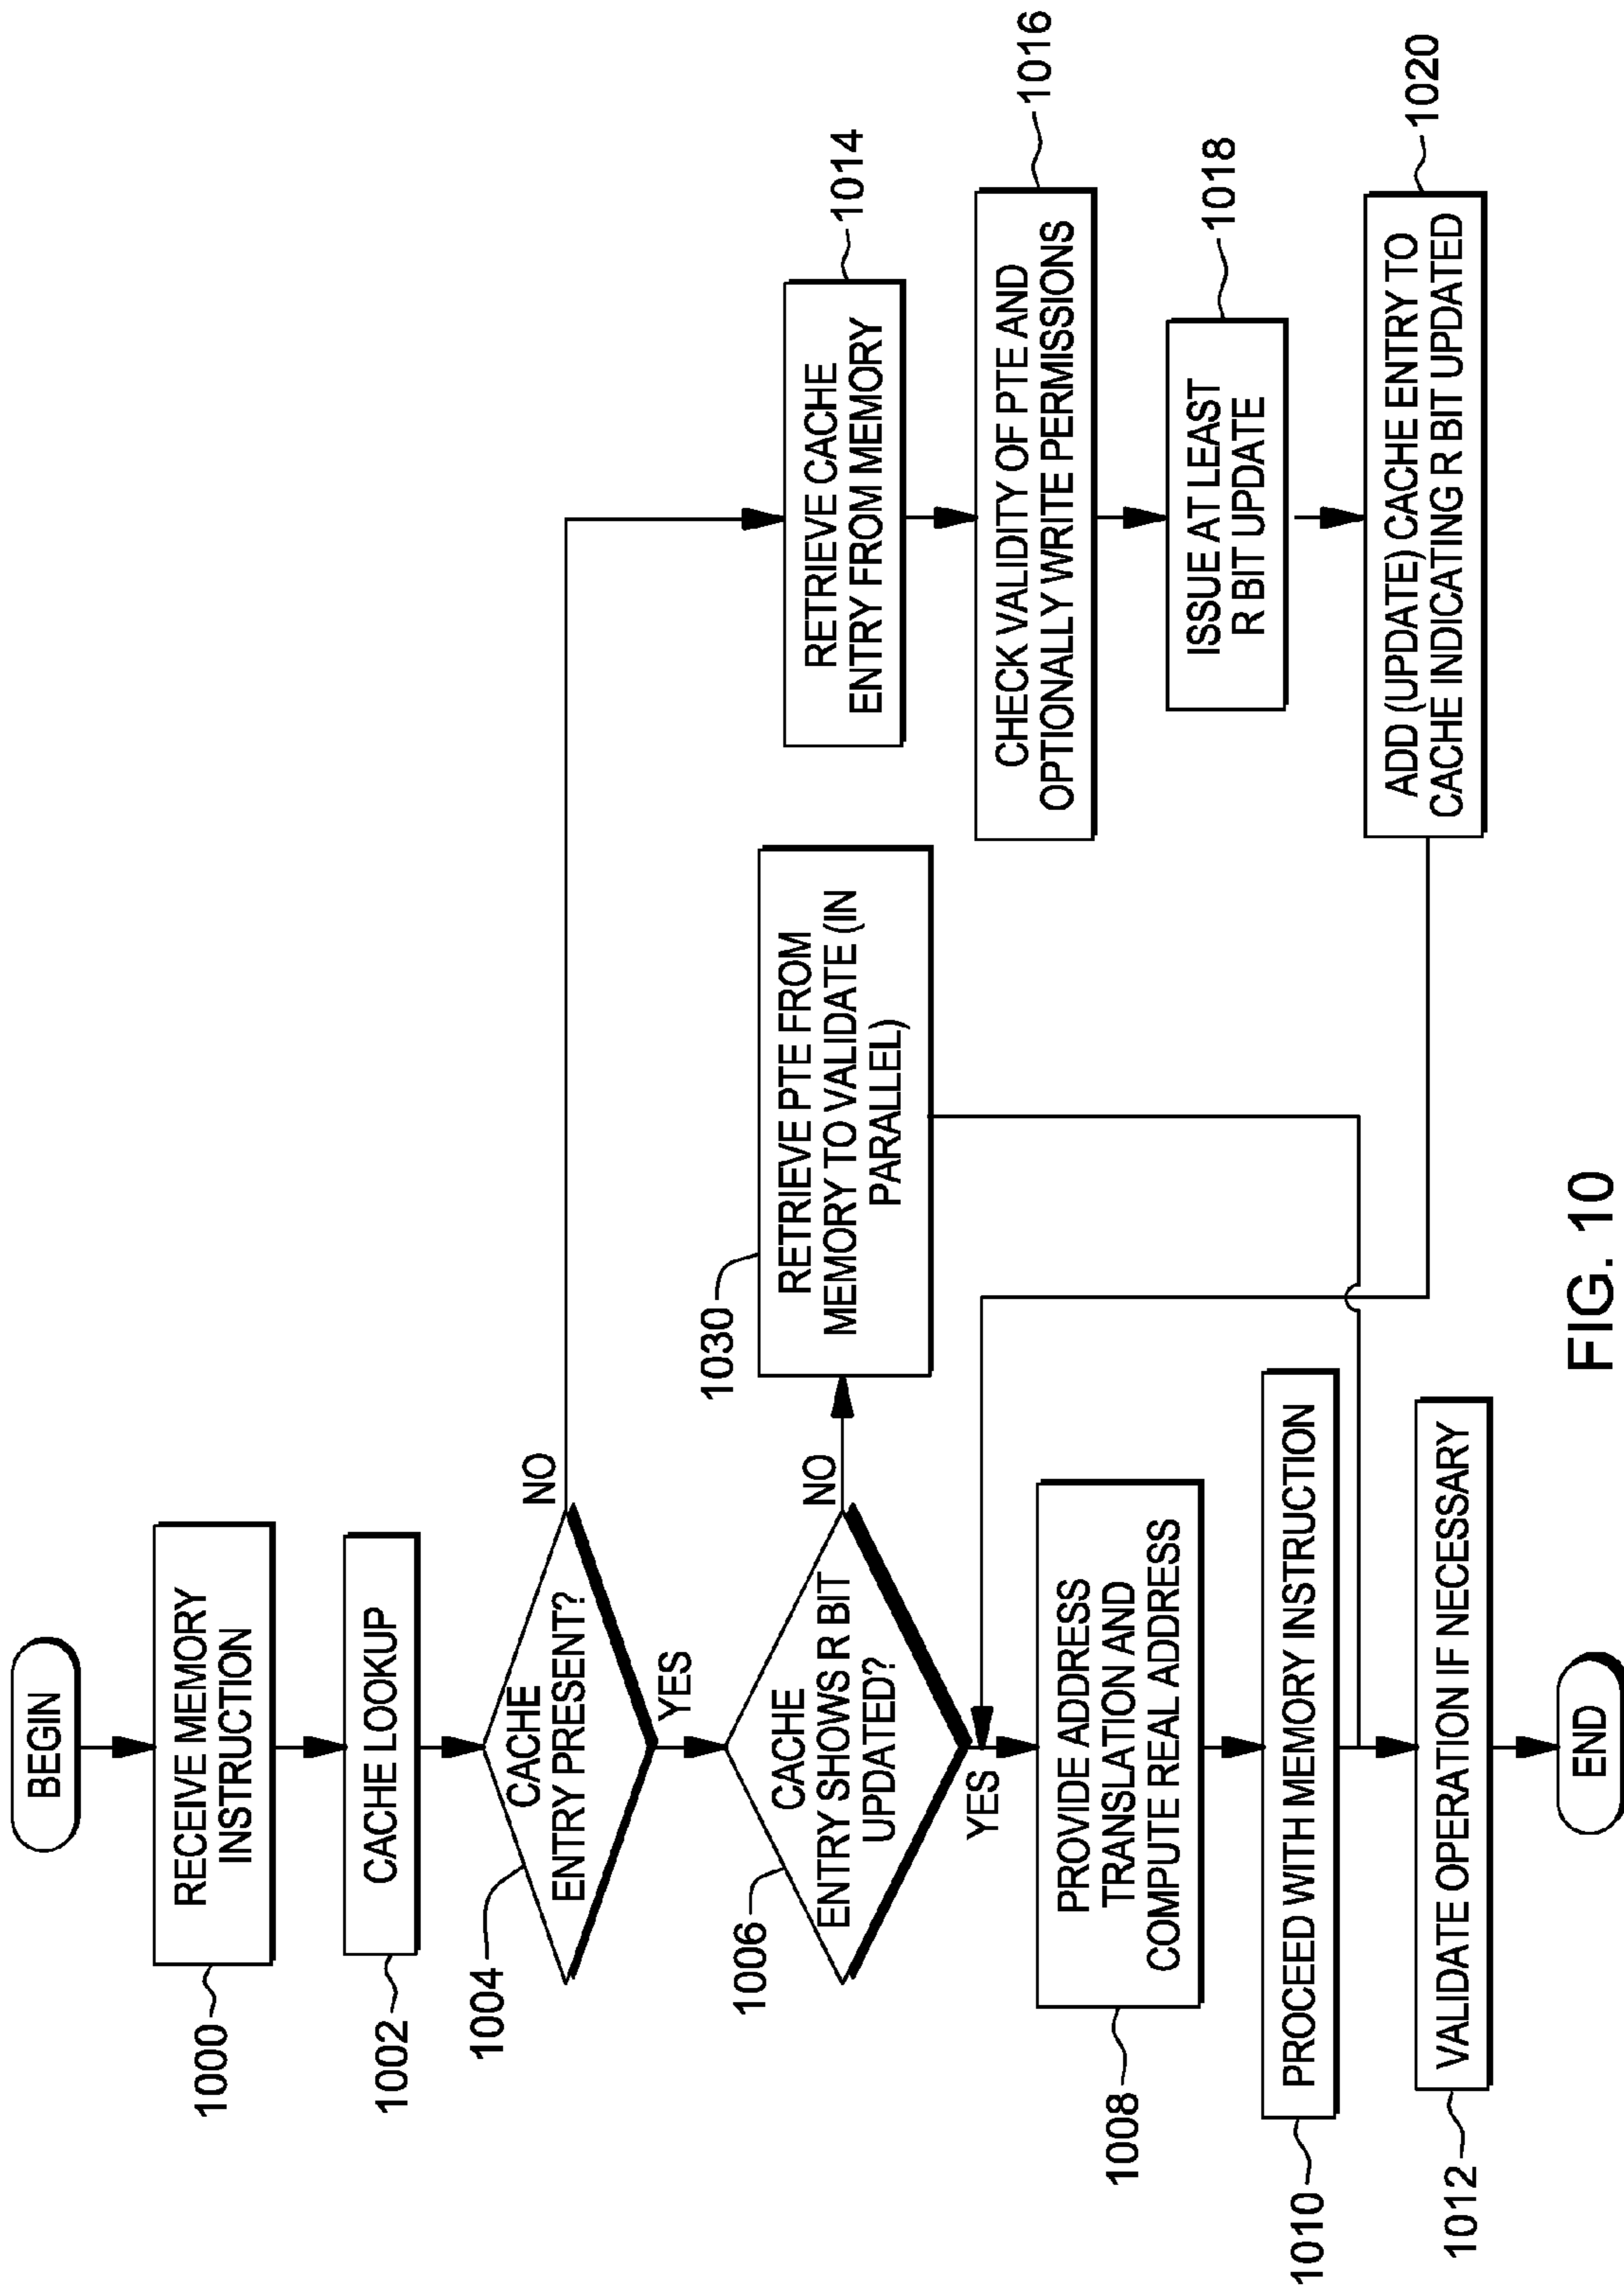 BEGIN
RECEIVE MEMORY
INSTRUCTION
1000
CACHE LOOKUP
1002
CACHE
ENTRY PRESENT?
1004
NO
YES
CACHE
ENTRY SHOWS R BIT
UPDATED?
1006
NO
YES
RETRIEVE PTE FROM
MEMORY TO VALIDATE (IN
PARALLEL)
1030
PROVIDE ADDRESS
TRANSLATION AND
COMPUTE REAL ADDRESS
1008
PROCEED WITH MEMORY INSTRUCTION
1010
VALIDATE OPERATION IF NECESSARY
1012
END
RETRIEVE CACHE
ENTRY FROM MEMORY
1014
CHECK VALIDITY OF PTE AND
OPTIONALLY WRITE PERMISSIONS
1016
ISSUE AT LEAST
R BIT UPDATE
1018
ADD (UPDATE) CACHE ENTRY TO
CACHE INDICATING R BIT UPDATED
1020
FIG. 10